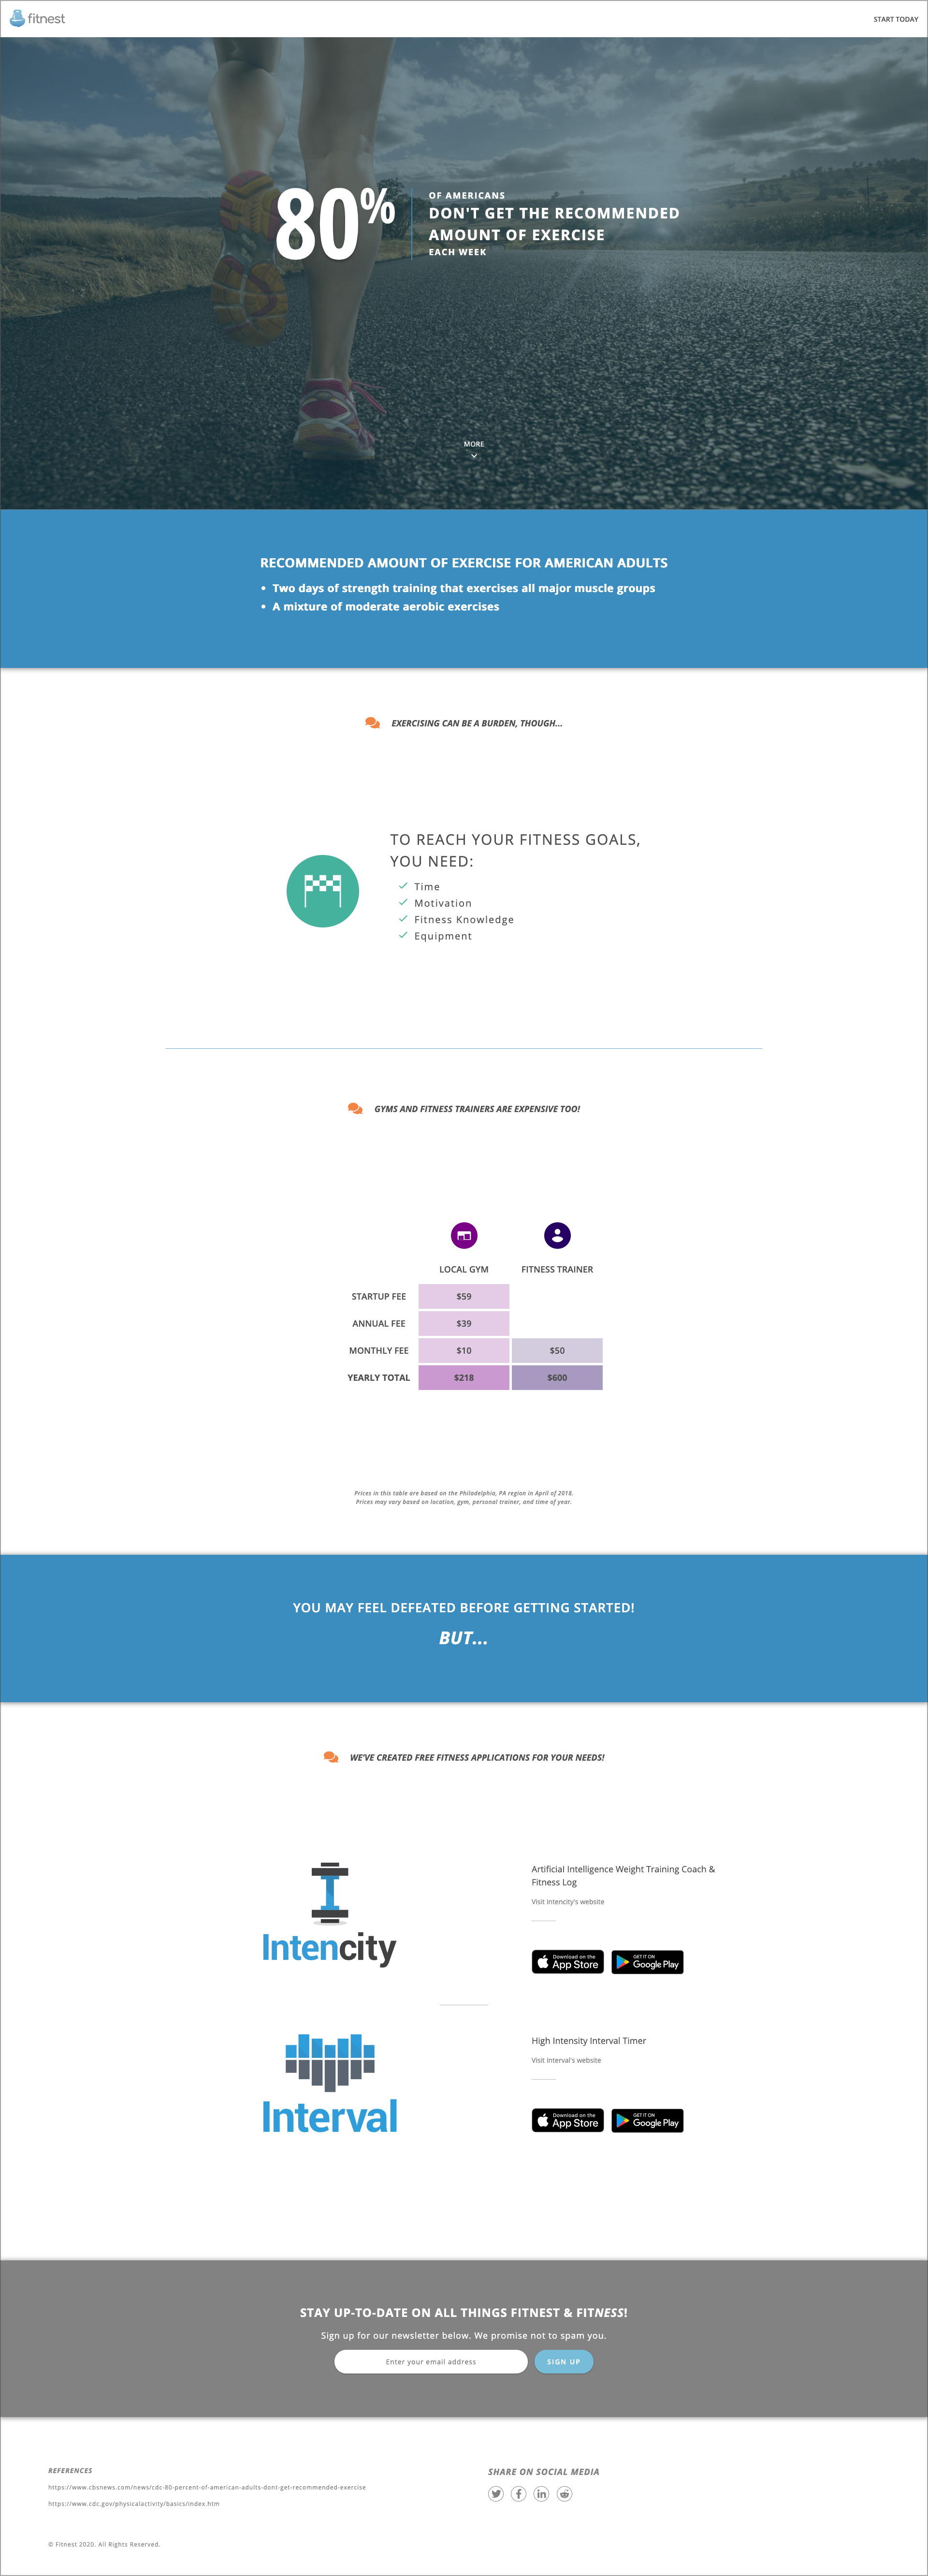 fitnest
START TODAY
80%
OF AMERICANS
DON'T GET THE RECOMMENDED
AMOUNT OF EXERCISE
EACH WEEK
MORE
RECOMMENDED AMOUNT OF EXERCISE FOR AMERICAN ADULTS
• Two days of strength training that exercises all major muscle groups
• A mixture of moderate aerobic exercises
EXERCISING CAN BE A BURDEN, THOUGH...
TO REACH YOUR FITNESS GOALS,
YOU NEED:
Time
Motivation
Fitness Knowledge
Equipment
GYMS AND FITNESS TRAINERS ARE EXPENSIVE TOO!
LOCAL GYM FITNESS TRAINER
STARTUP FEE $59
ANNUAL FEE $39
MONTHLY FEE $10 $50
YEARLY TOTAL $218 $600
Prices in this table are based on the Philadelphia, PA region in April of 2018.
Prices may vary based on location, gym, personal trainer, and time of year.
YOU MAY FEEL DEFEATED BEFORE GETTING STARTED!
BUT...
WE'VE CREATED FREE FITNESS APPLICATIONS FOR YOUR NEEDS!
Intencity
Artificial Intelligence Weight Training Coach &
Fitness Log
Visit Intencity's website
Download on the
App Store
GET IT ON
Google Play
Interval
High Intensity Interval Timer
Visit Interval's website
Download on the
App Store
GET IT ON
Google Play
STAY UP-TO-DATE ON ALL THINGS FITNEST & FITNESS!
Sign up for our newsletter below. We promise not to spam you.
Enter your email address
SIGN UP
REFERENCES
https://www.cbsnews.com/news/cdc-80-percent-of-american-adults-dont-get-recommended-exercise
https://www.cdc.gov/physicalactivity/basics/index.htm
SHARE ON SOCIAL MEDIA
© Fitnest 2020. All Rights Reserved.